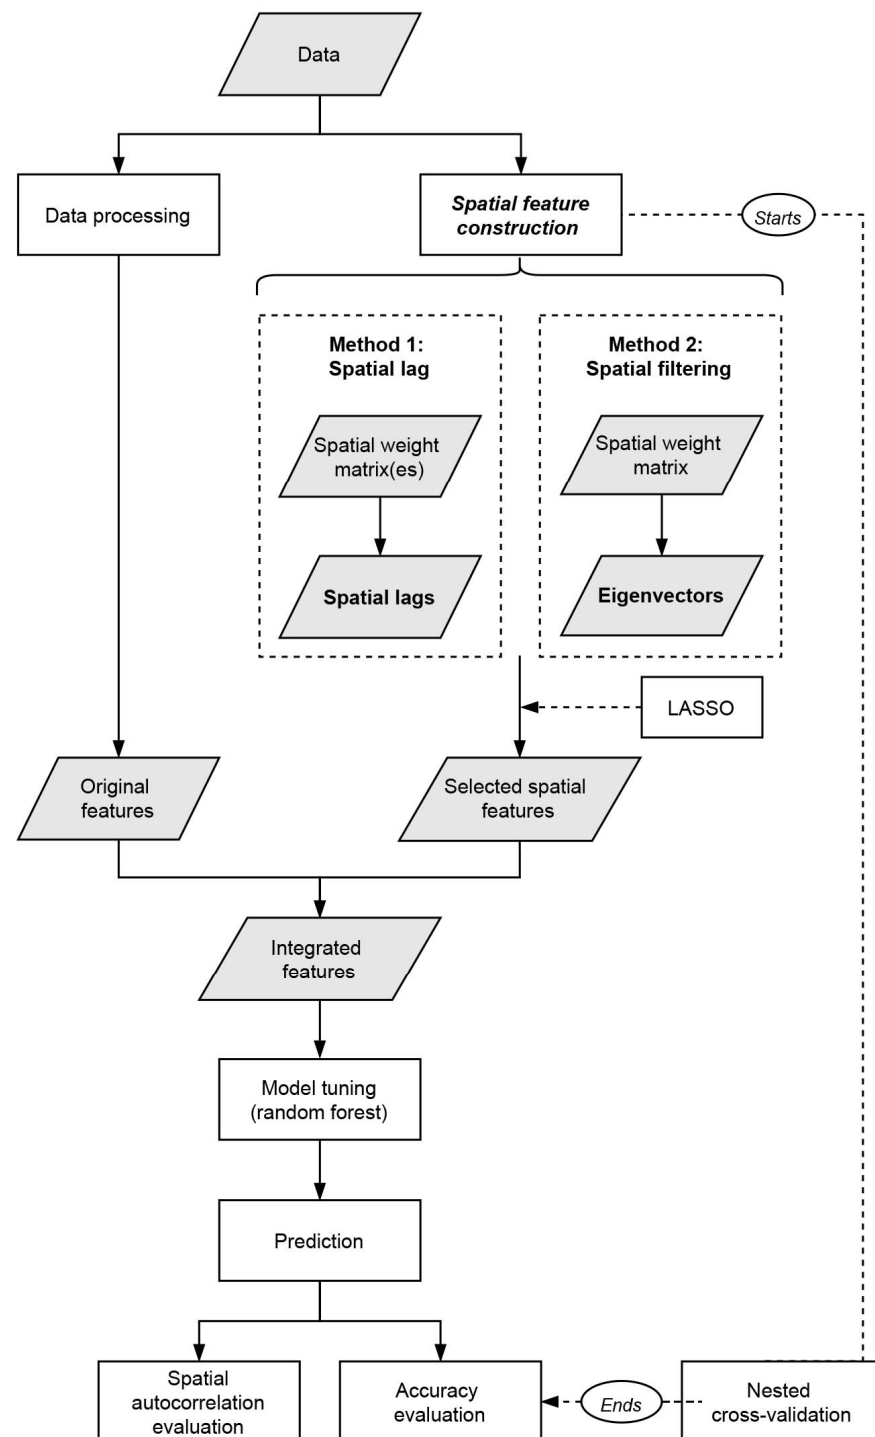 Data
Data processing
Spatial feature
construction
Starts
Method 1:
Spatial lag
Method 2:
Spatial filtering
Spatial weight
matrix(es)
Spatial weight
matrix
Spatial lags
Eigenvectors
LASSO
Original
features
Selected spatial
features
Integrated
features
Model tuning
(random forest)
Prediction
Spatial
autocorrelation
evaluation
Accuracy
evaluation
Ends
Nested
cross-validation